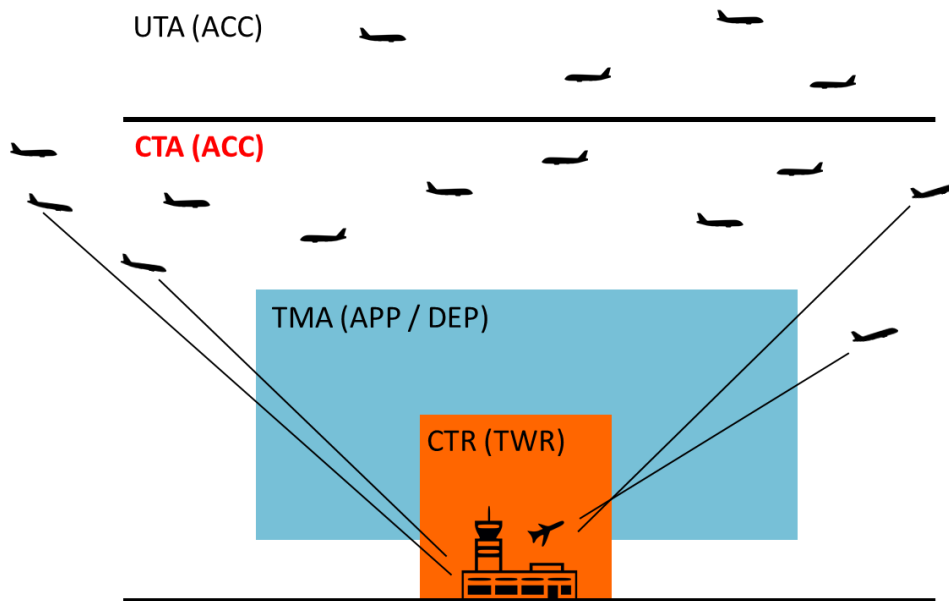 UTA (ACC)
CTA (ACC)
TMA (APP / DEP)
CTR (TWR)